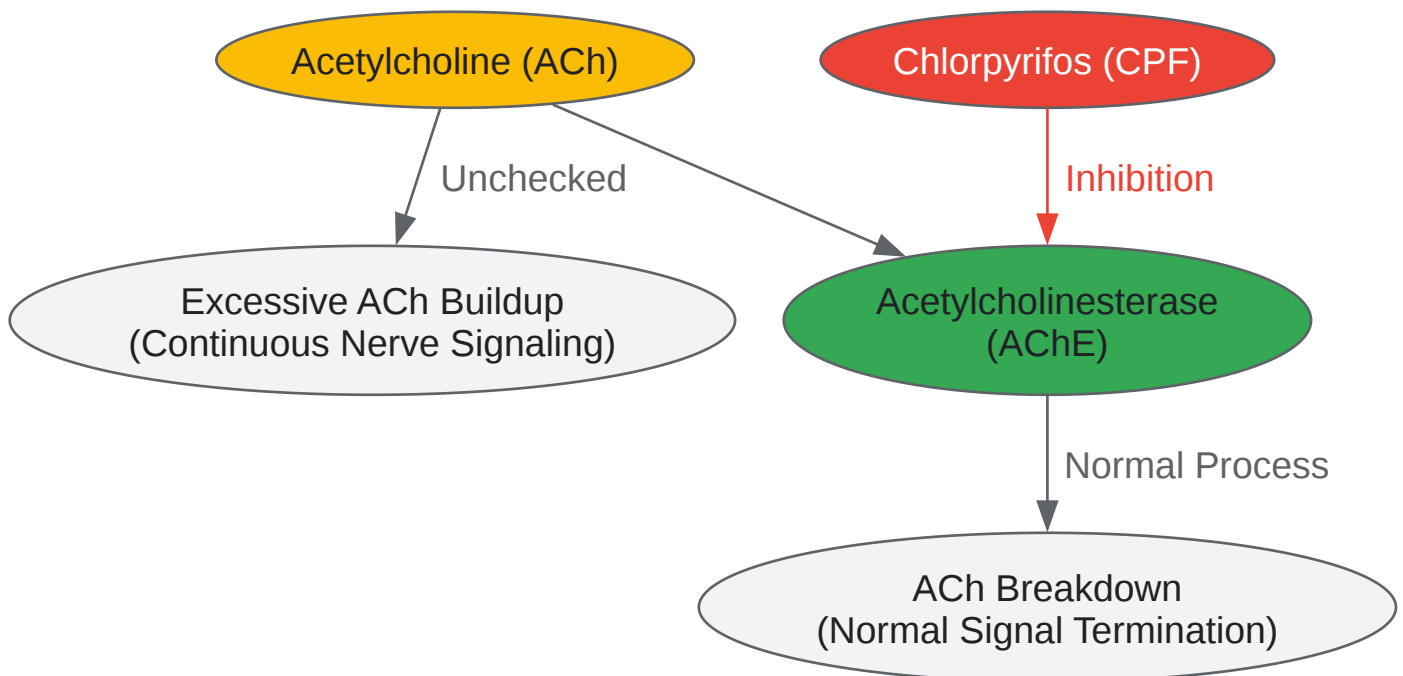 Acetylcholine (ACh)
Chlorpyrifos (CPF)
Unchecked
Inhibition
Excessive ACh Buildup
(Continuous Nerve Signaling)
Acetylcholinesterase
(AChE)
Normal Process
ACh Breakdown
(Normal Signal Termination)